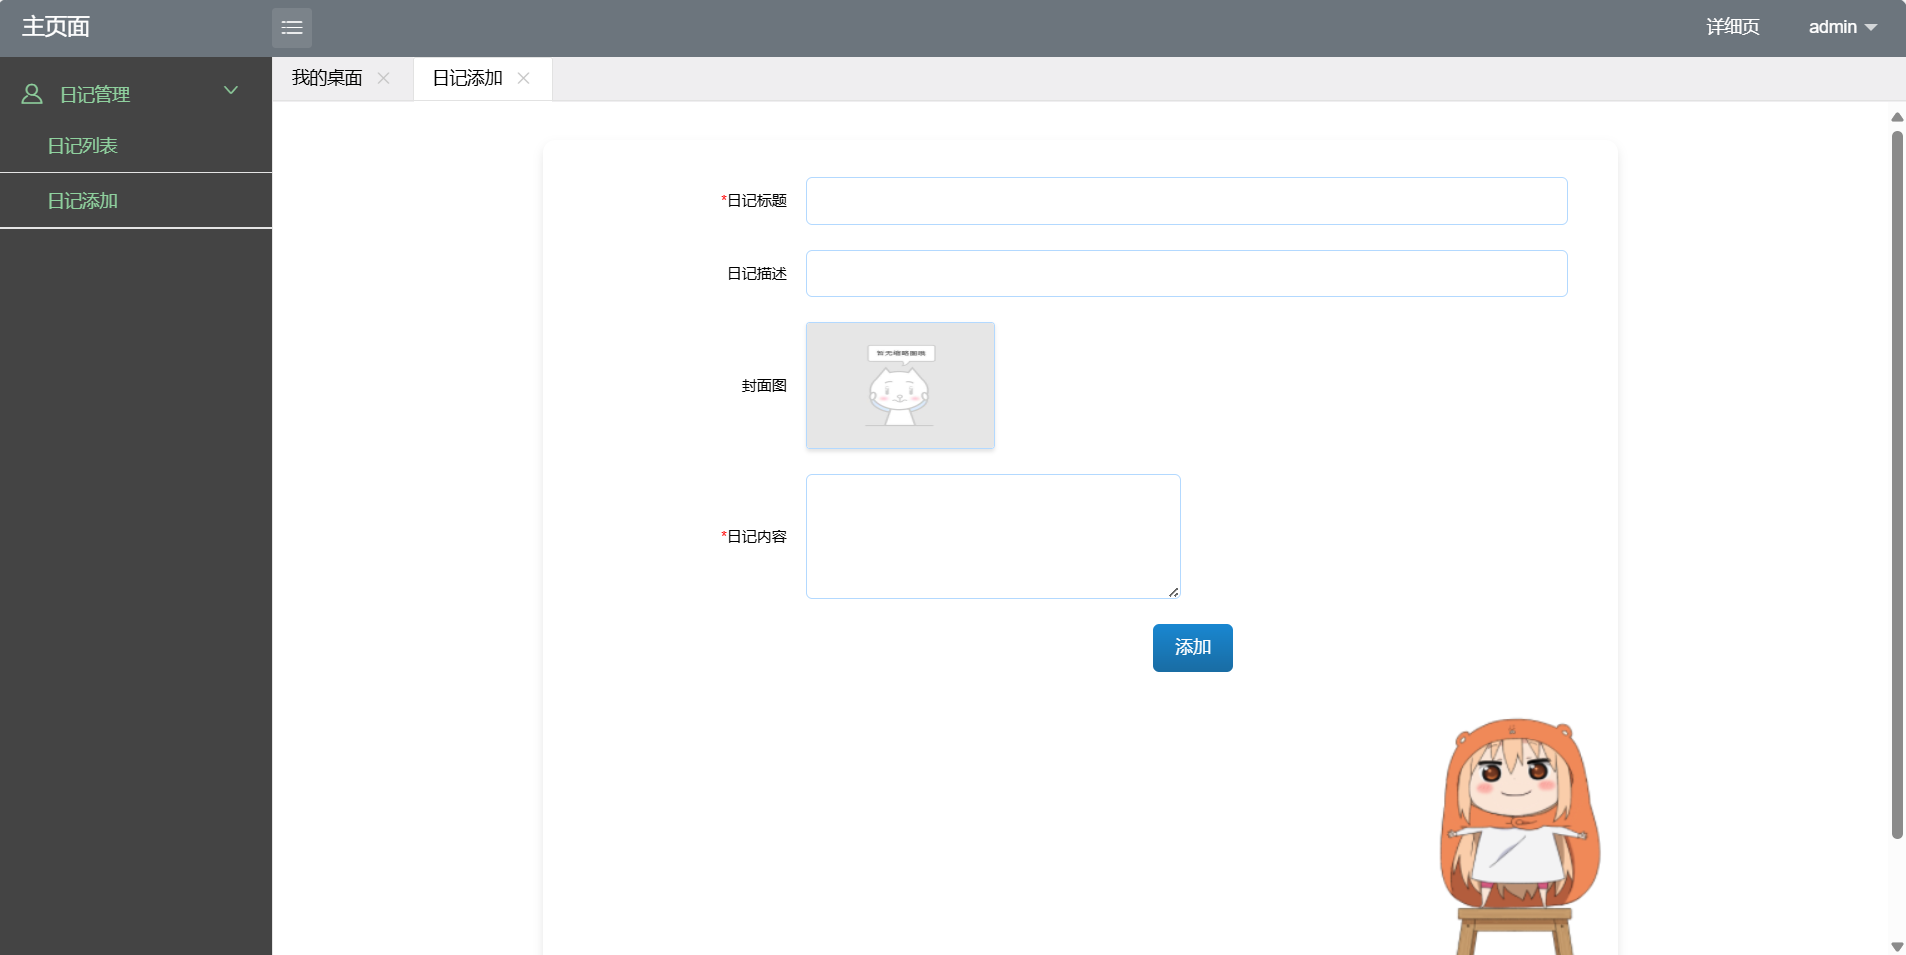 主页面
详细页
admin
日记管理
日记列表
日记添加
我的桌面
日记添加
*日记标题
日记描述
封面图
暂无缩略图哦
*日记内容
添加